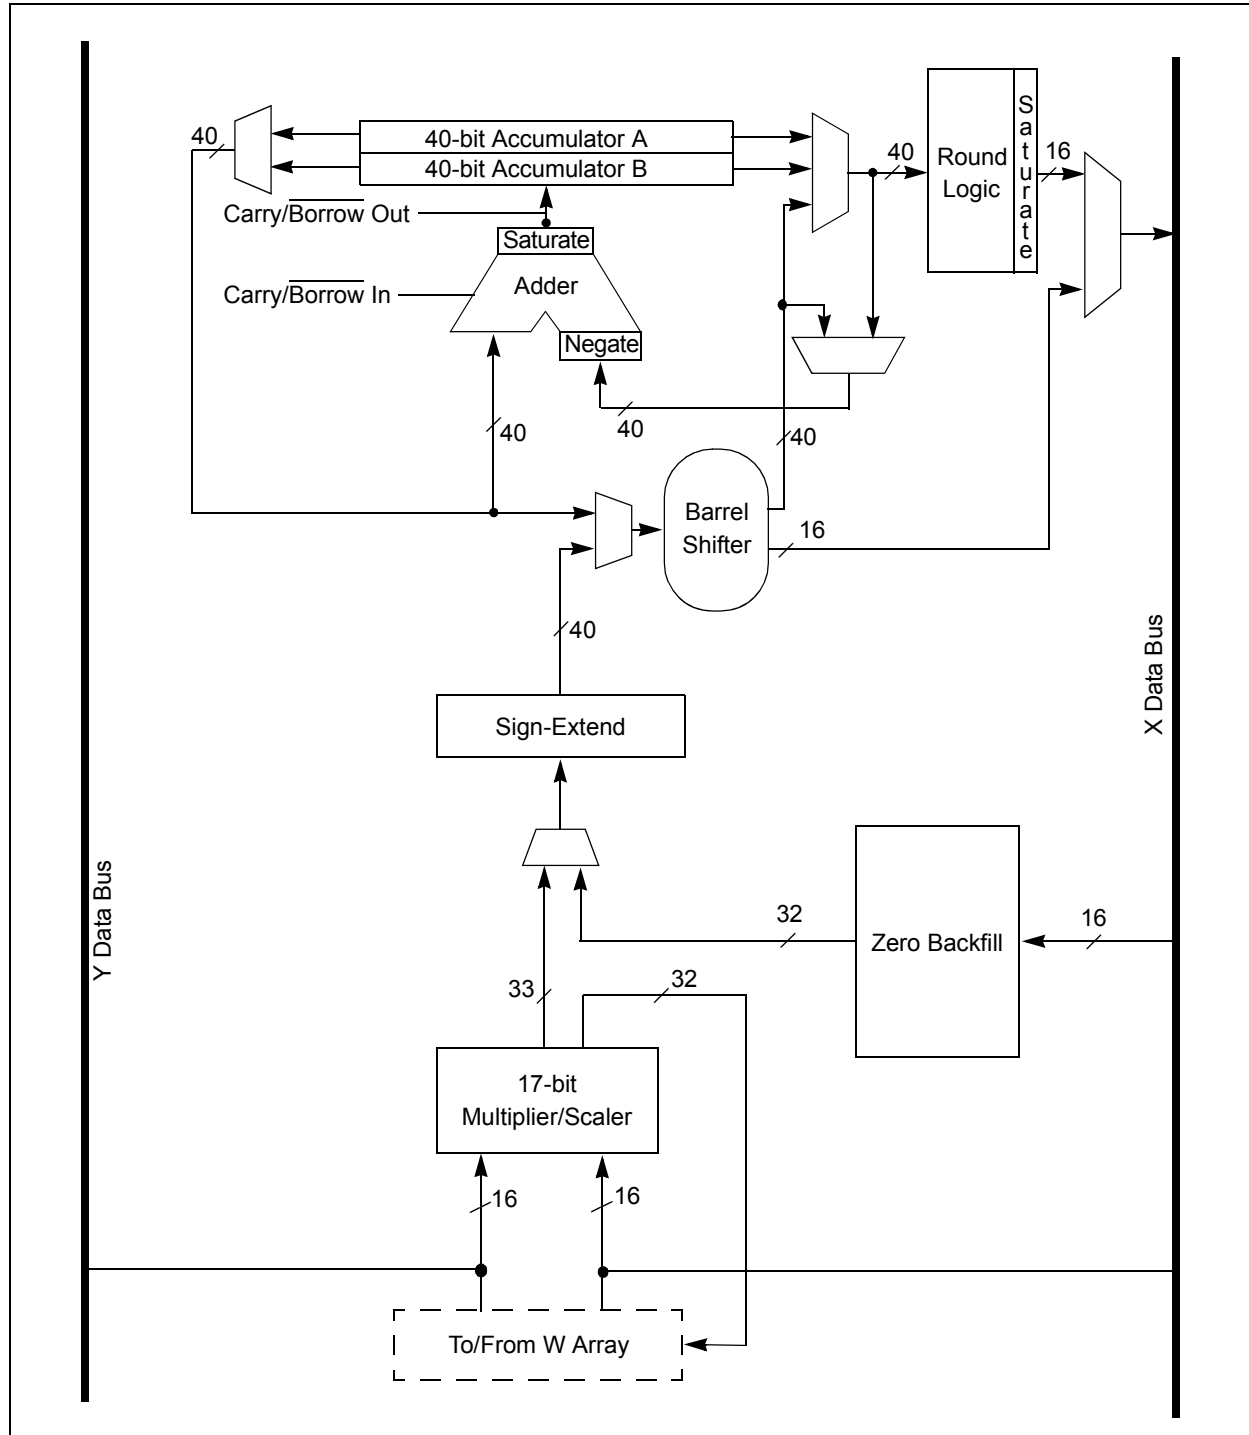 40
40-bit Accumulator A
40-bit Accumulator B
40
Round
Logic
Saturate
16
Carry/Borrow Out
Saturate
Adder
Carry/Borrow In
Negate
40
40
40
Barrel
Shifter
16
40
Sign-Extend
X Data Bus
Y Data Bus
32
Zero Backfill
16
33
32
17-bit
Multiplier/Scaler
16
16
To/From W Array